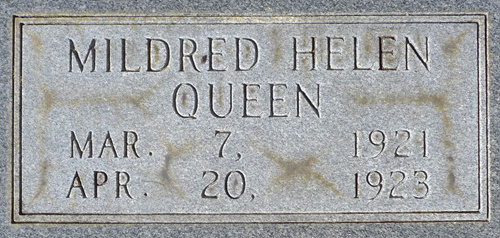 MILDRED HELEN
QUEEN
MAR. 7, 1921
APR. 20, 1923